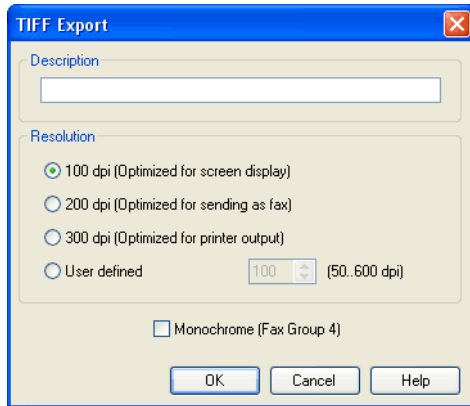 TIFF Export
Description
Resolution
100 dpi (Optimized for screen display)
200 dpi (Optimized for sending as fax)
300 dpi (Optimized for printer output)
User defined 100 (50..600 dpi)
Monochrome (Fax Group 4)
OK Cancel Help